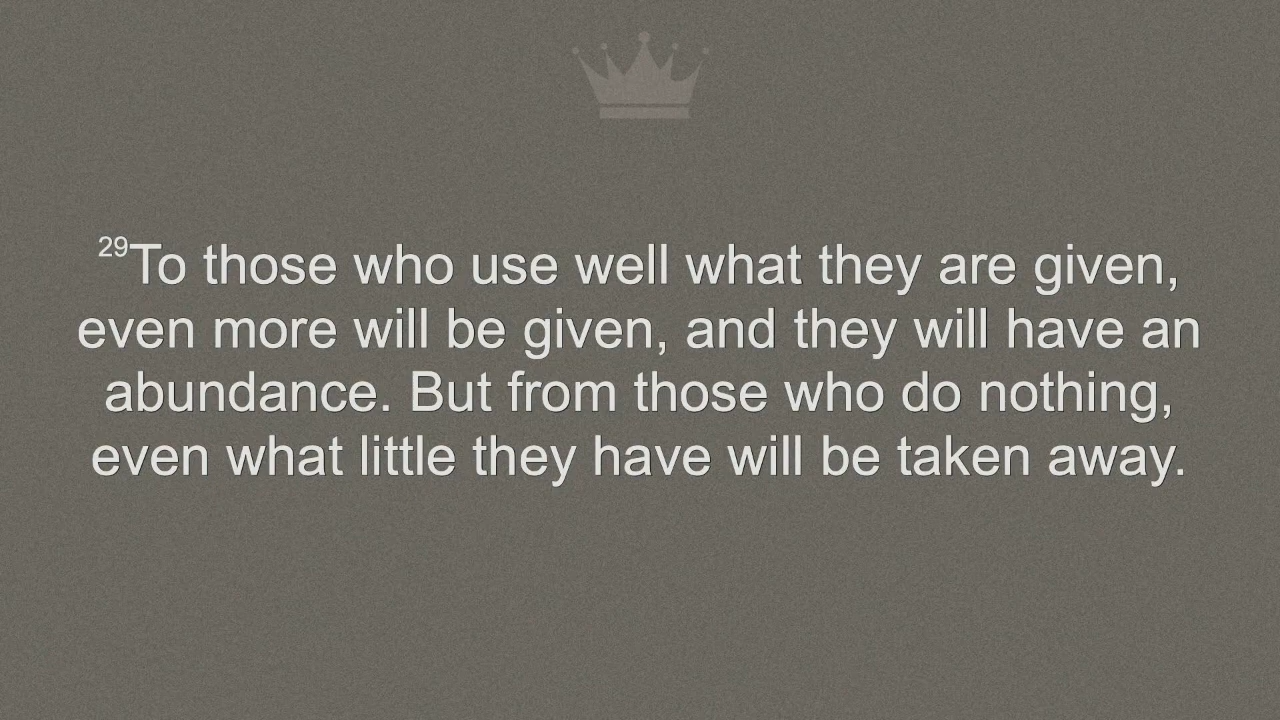 29To those who use well what they are given,
even more will be given, and they will have an
abundance. But from those who do nothing,
even what little they have will be taken away.